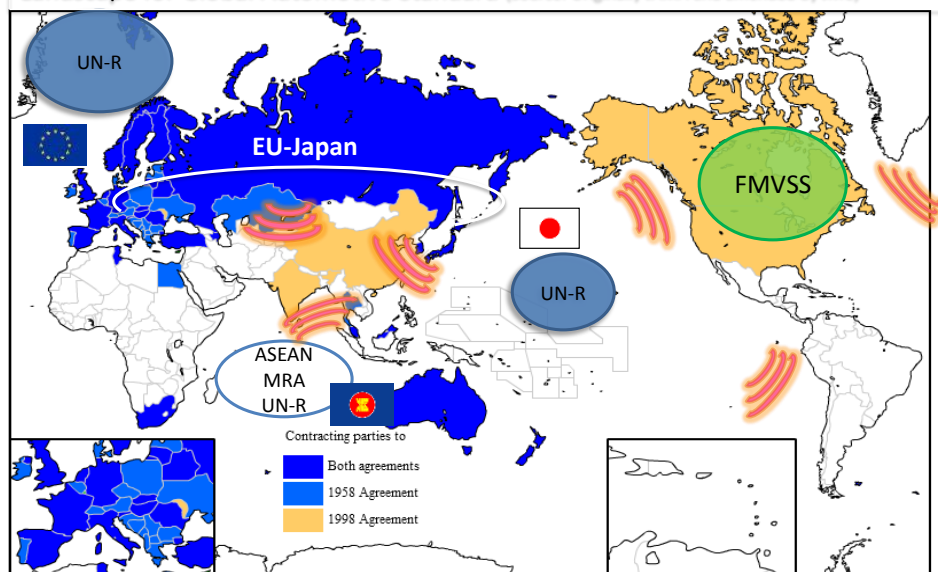 UN-R
EU-Japan
FMVSS
UN-R
ASEAN
MRA
UN-R
Contracting parties to
Both agreements
1958 Agreement
1998 Agreement